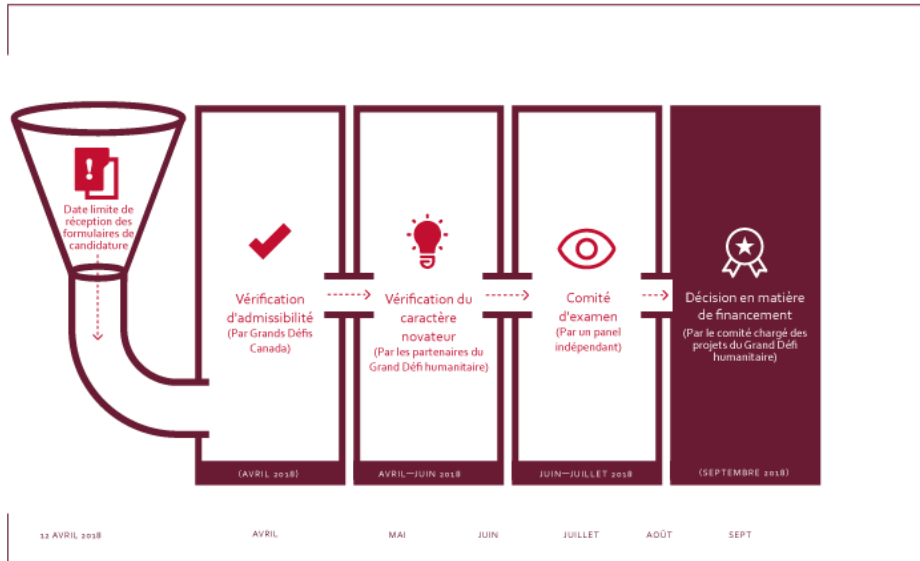 !
Date limite de
réception des
formulaires de
candidature
Vérification
d'admissibilité
(Par Grands Défis
Canada)
(AVRIL 2018)
Vérification du
caractère
novateur
(Par les partenaires du
Grand Défi humanitaire)
AVRIL—JUIN 2018
Comité
d'examen
(Par un panel
indépendant)
JUIN—JUILLET 2018
Décision en matière
de financement
(Par le comité chargé des
projets du Grand Défi
humanitaire)
(SEPTEMBRE 2018)
12 AVRIL 2018
AVRIL
MAI
JUIN
JUILLET
AOÛT
SEPT